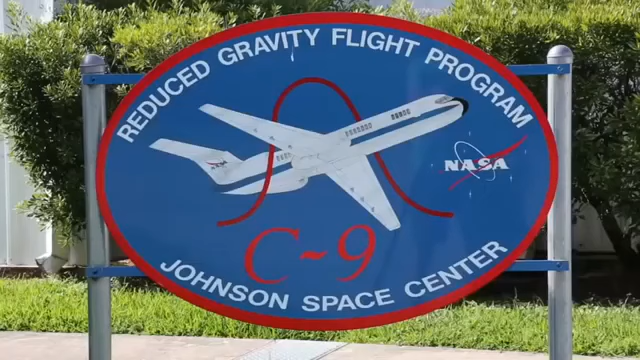 REDUCED GRAVITY FLIGHT PROGRAM
NASA
C-9
JOHNSON SPACE CENTER